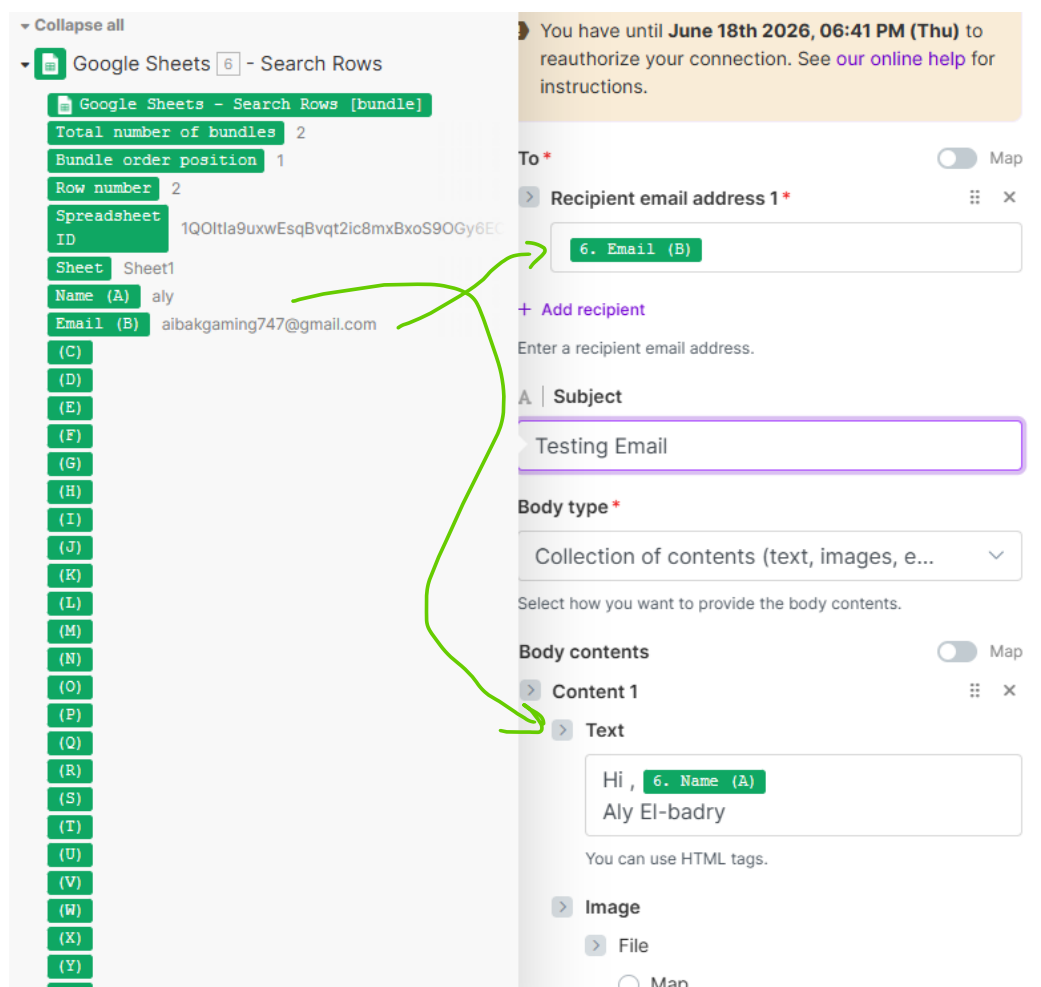 Collapse all
Google Sheets 6 - Search Rows
Google Sheets - Search Rows [bundle]
Total number of bundles 2
Bundle order position 1
Row number 2
Spreadsheet
ID
Sheet Sheet1
Name (A) aly
Email (B) aibakgaming747@gmail.com
(C)
(D)
(E)
(F)
(G)
(H)
(I)
(J)
(K)
(L)
(M)
(N)
(O)
(P)
(Q)
(R)
(S)
(T)
(U)
(V)
(W)
(X)
(Y)
You have until June 18th 2026, 06:41 PM (Thu) to
reauthorize your connection. See our online help for
instructions.
To * Map
Recipient email address 1 *
6. Email (B)
+ Add recipient
Enter a recipient email address.
A Subject
Testing Email
Body type *
Collection of contents (text, images, e...
Select how you want to provide the body contents.
Body contents Map
Content 1
Text
Hi , 6. Name (A)
Aly El-badry
You can use HTML tags.
Image
File
Map